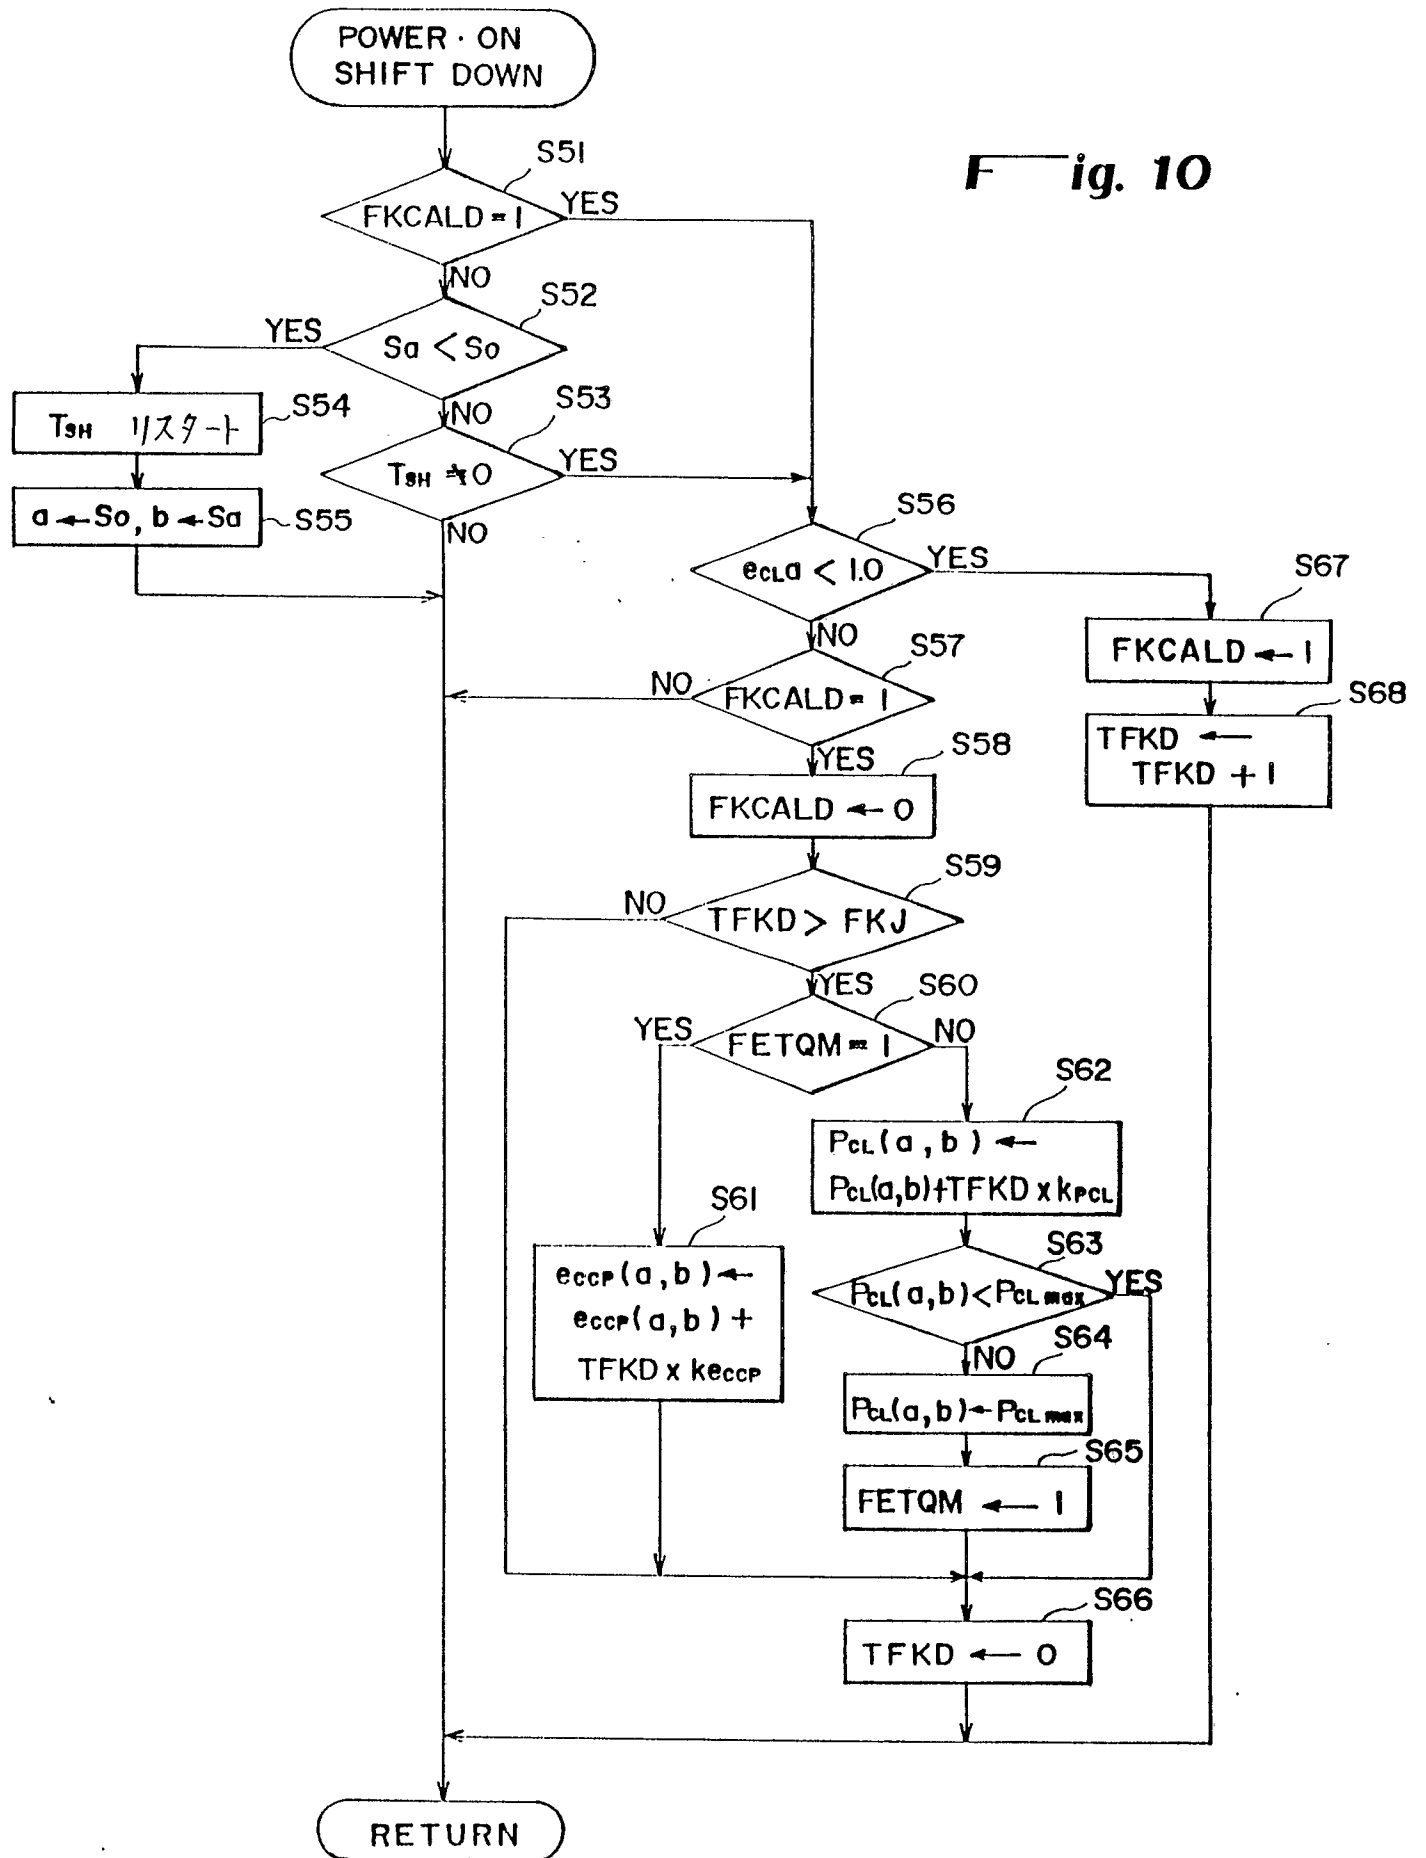 POWER · ON
SHIFT DOWN
Fig. 10
S51
FKCALD = 1
YES
NO
S52
YES
Sa < So
NO
S53
S54
TSH リスタート
TSH ≠ 0
YES
NO
a ← So, b ← Sa
S55
S56
eCLa < 1.0
YES
NO
S67
FKCALD ← 1
S57
NO
FKCALD = 1
YES
S68
TFKD ←
TFKD + 1
S58
FKCALD ← 0
S59
NO
TFKD > FKJ
YES
S60
YES
FETQM = 1
NO
S62
PCL(a, b) ←
PCL(a,b)+TFKD x kPCL
S61
eCCP(a, b) ←
eCCP(a, b) +
TFKD x keCCP
S63
PCL(a,b) < PCL max
YES
NO
S64
PCL(a,b) ← PCL max
S65
FETQM ← 1
S66
TFKD ← 0
RETURN